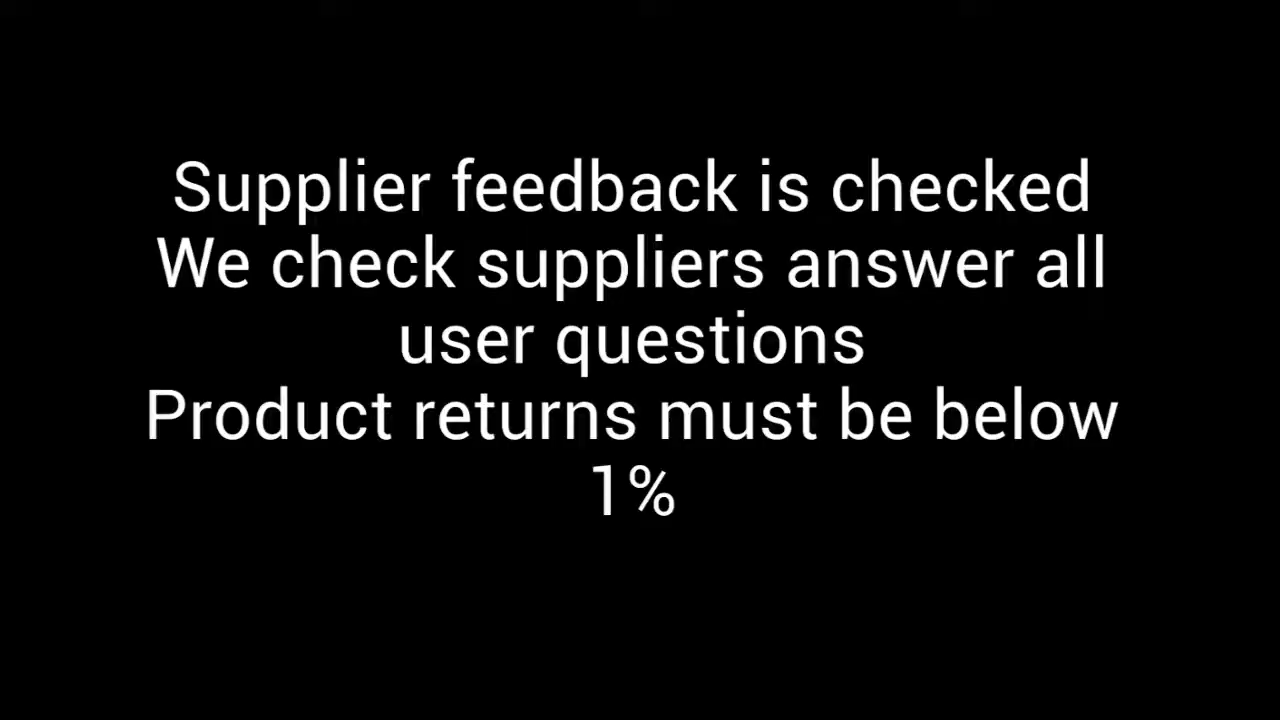 Supplier feedback is checked
We check suppliers answer all
user questions
Product returns must be below
1%